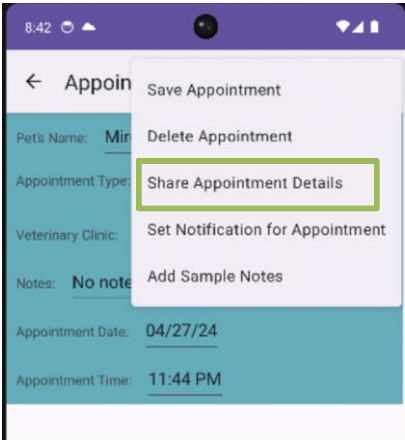 8:42
Appoin
Save Appointment
Pet's Name: Mir
Delete Appointment
Appointment Type:
Share Appointment Details
Veterinary Clinic:
Set Notification for Appointment
Notes: No note
Add Sample Notes
Appointment Date: 04/27/24
Appointment Time: 11:44 PM